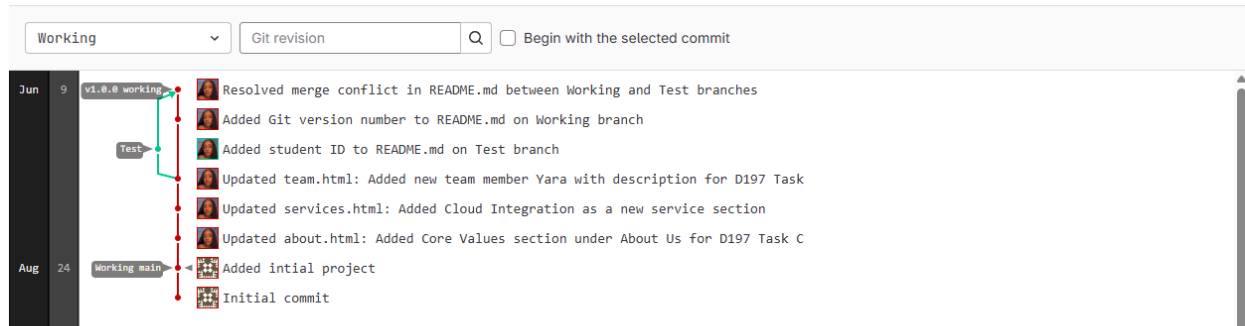 Working Git revision Begin with the selected commit
Jun 9 v1.0.0 working Resolved merge conflict in README.md between Working and Test branches
Added Git version number to README.md on Working branch
Test Added student ID to README.md on Test branch
Updated team.html: Added new team member Yara with description for D197 Task
Updated services.html: Added Cloud Integration as a new service section
Updated about.html: Added Core Values section under About Us for D197 Task C
Aug 24 Working main Added intial project
Initial commit